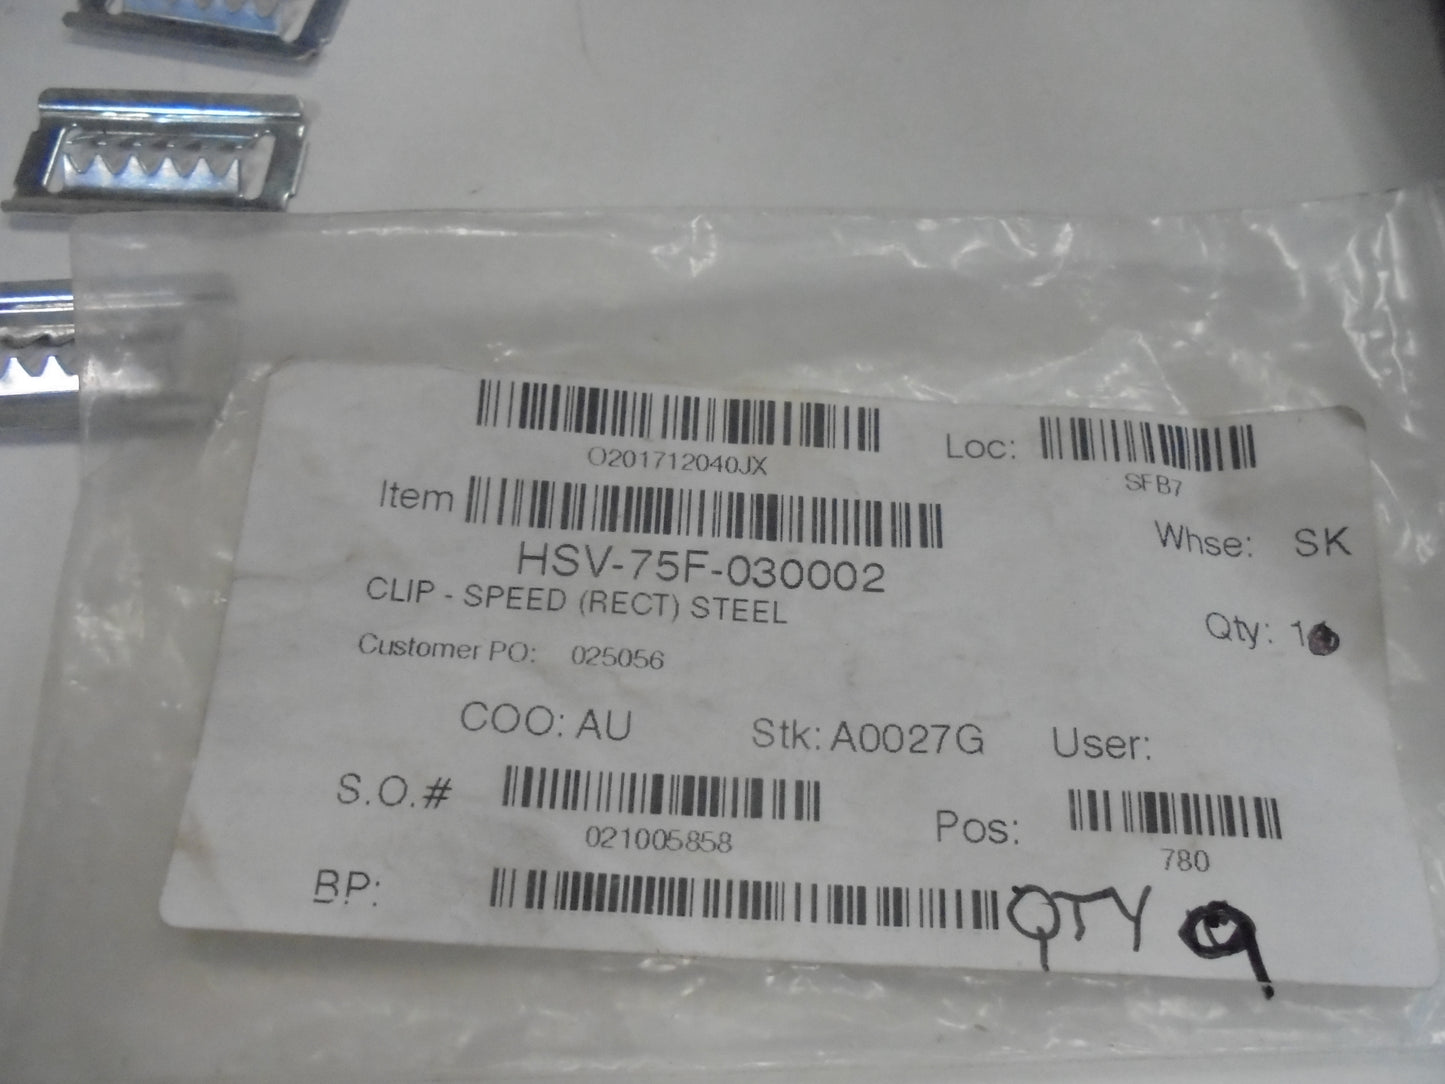 O201712040JX
Loc:
SFB7
Item
HSV-75F-030002
Whse: SK
CLIP - SPEED (RECT) STEEL
Qty: 1
Customer PO: 025056
COO: AU Stk: A0027G User:
S.O.#
021005858
Pos:
780
BP:
QTY 9